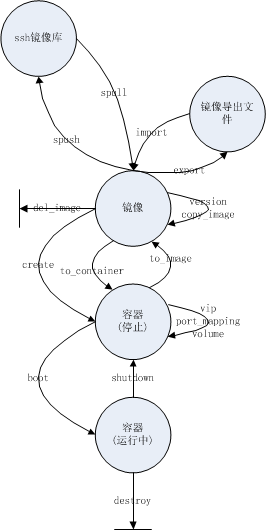 ssh镜像库
spull
镜像导出文
件
import
spush
export
version
copy_image
镜像
del_image
create
to_container
to_image
vip
port_mapping
volume
容器
(停止)
boot
shutdown
容器
(运行中)
destroy